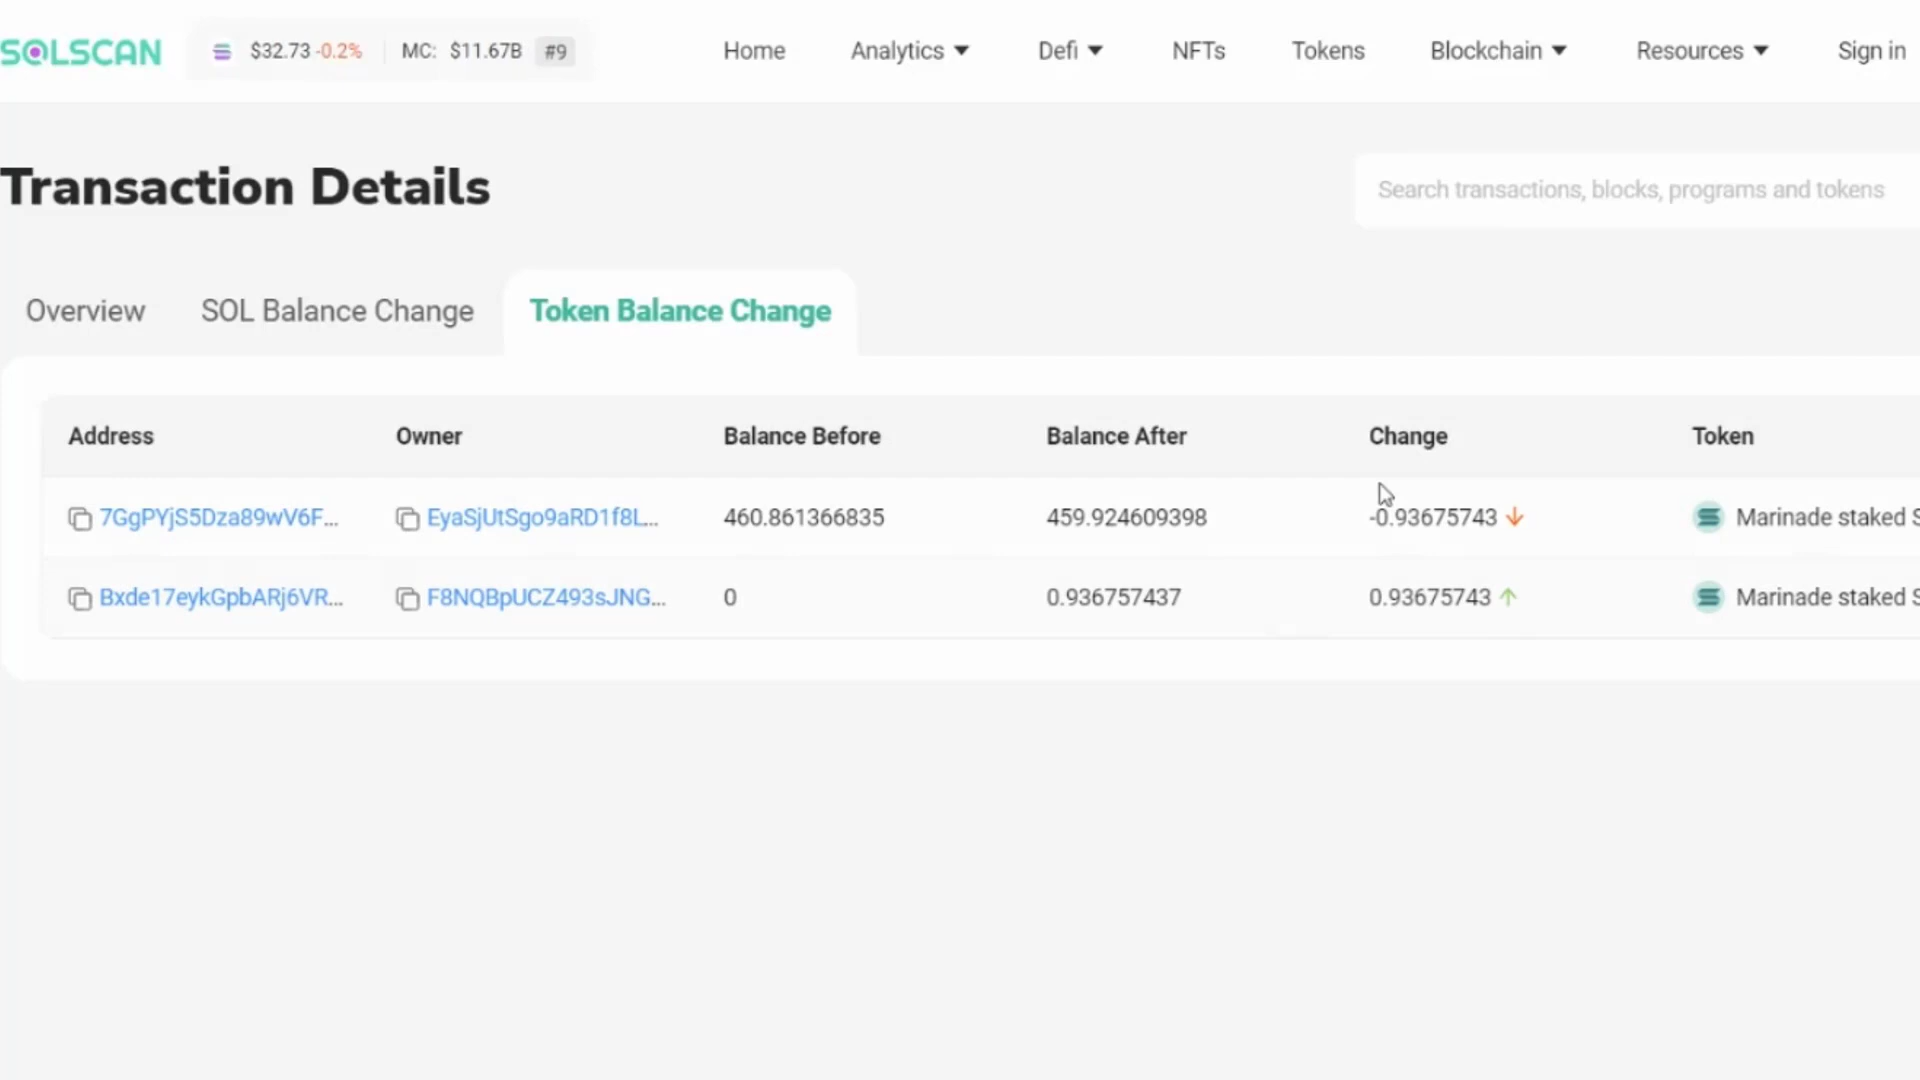 SOLSCAN $32.73 -0.2% MC: $11.67B #9 Home Analytics Defi NFTs Tokens Blockchain Resources Sign in
Transaction Details
Search transactions, blocks, programs and tokens
Overview SOL Balance Change Token Balance Change
Address Owner Balance Before Balance After Change Token
7GgPYjS5Dza89wV6F... EyaSjUtSgo9aRD1f8L... 460.861366835 459.924609398 -0.93675743 Marinade staked S
Bxde17eykGpbARj6VR... F8NQBpUCZ493sJNG... 0 0.936757437 0.93675743 Marinade staked S